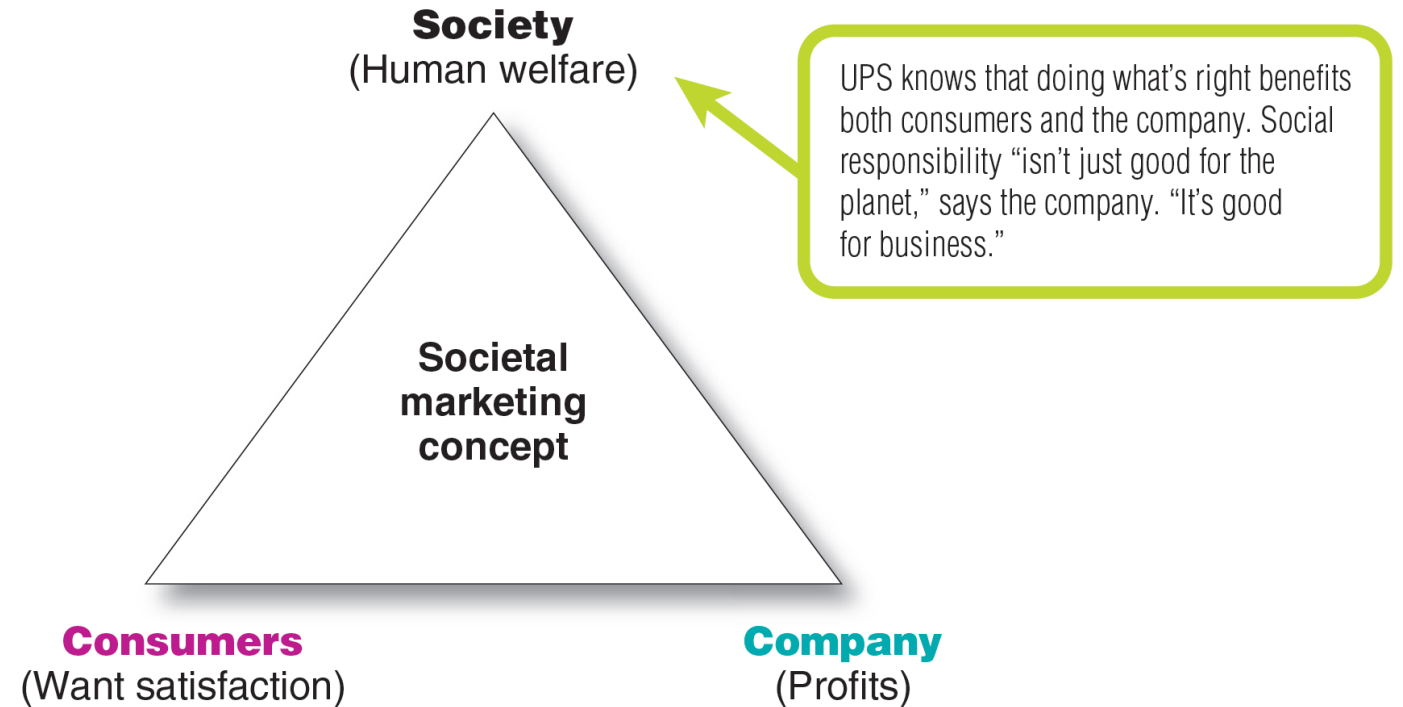 Society
(Human welfare)
UPS knows that doing what’s right benefits
both consumers and the company. Social
responsibility “isn’t just good for the
planet,” says the company. “It’s good
for business.”
Societal
marketing
concept
Consumers
(Want satisfaction)
Company
(Profits)